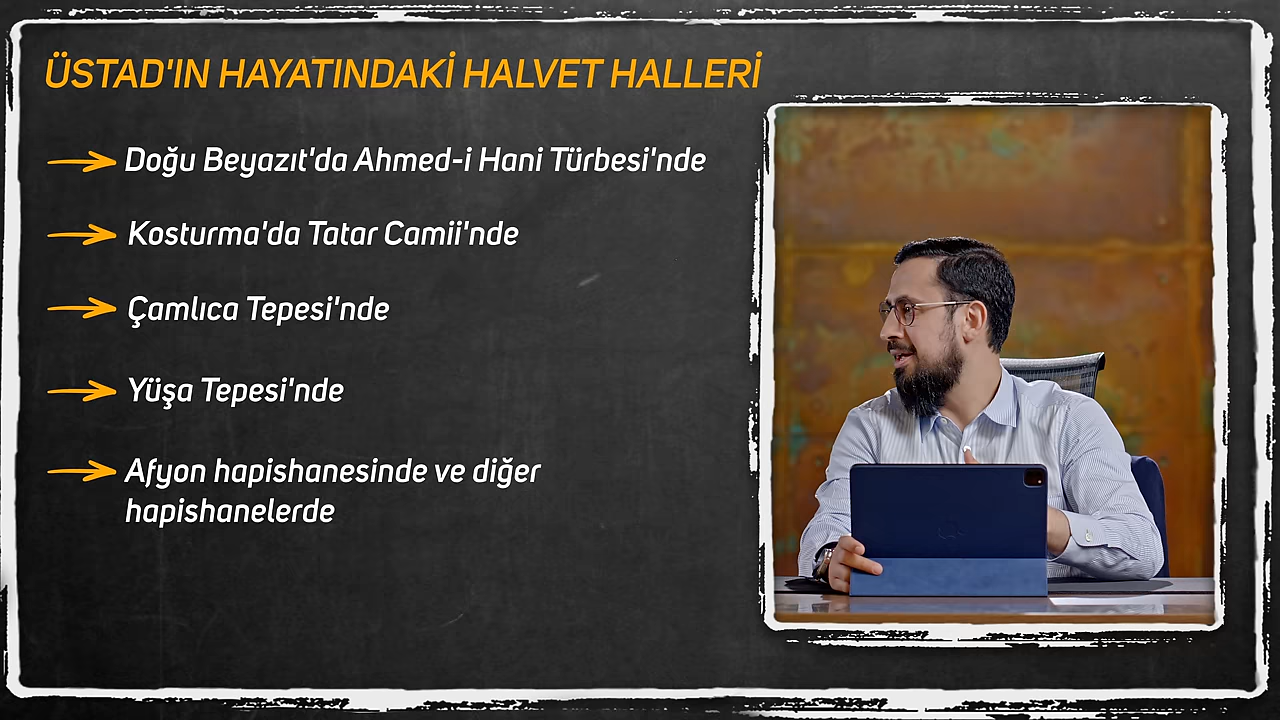 ÜSTAD'IN HAYATINDAKİ HALVET HALLERİ
Doğu Beyazıt'da Ahmed-i Hani Türbesi'nde
Kosturma'da Tatar Camii'nde
Çamlıca Tepesi'nde
Yüşa Tepesi'nde
Afyon hapishanesinde ve diğer
hapishanelerde